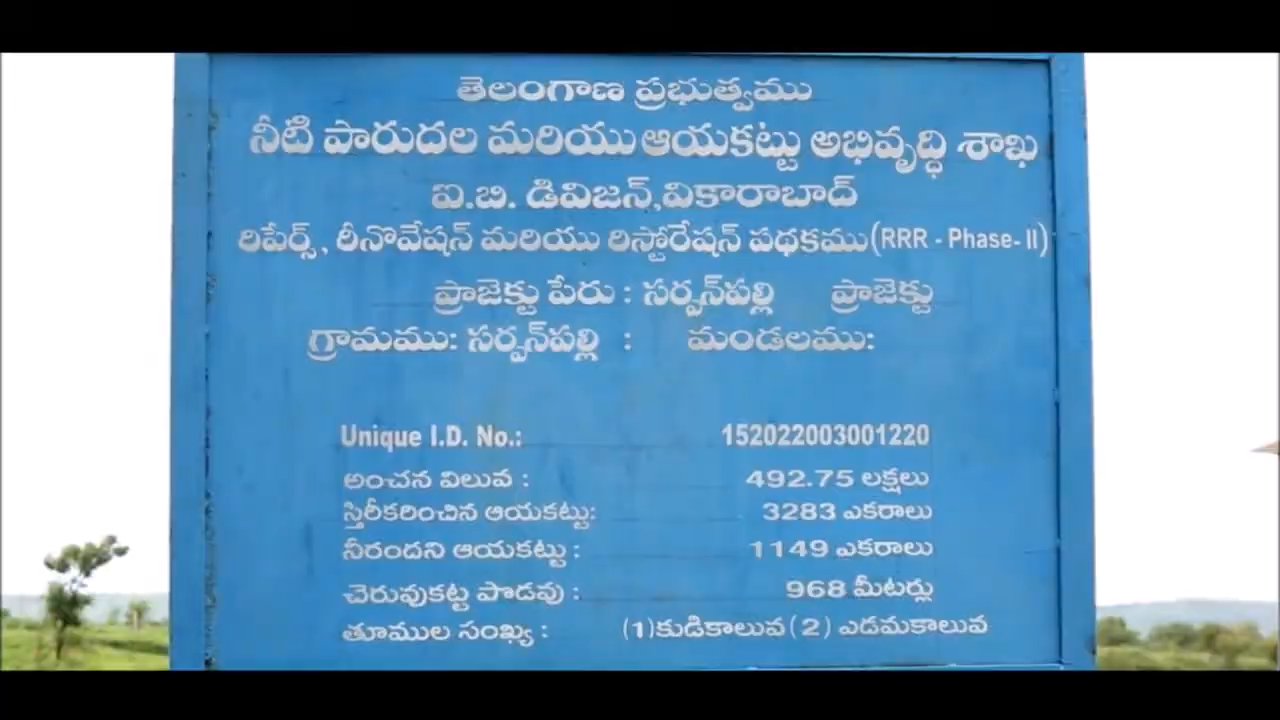 తెలంగాణ ప్రభుత్వము
నీటి పారుదల మరియు ఆయకట్టు అభివృద్ధి శాఖ
ఐ.బి. డివిజన్,వికారాబాద్
రిపేర్స్, రీనొవేషన్ మరియు రిస్టోరేషన్ పథకము(RRR - Phase- II)
ప్రాజెక్టు పేరు : సర్పన్‌పల్లి ప్రాజెక్టు
గ్రామము: సర్పన్‌పల్లి : మండలము:
Unique I.D. No.: 152022003001220
అంచన విలువ : 492.75 లక్షలు
స్తిరీకరించిన ఆయకట్టు: 3283 ఎకరాలు
నీరందని ఆయకట్టు : 1149 ఎకరాలు
చెరువుకట్ట పొడవు : 968 మీటర్లు
తూముల సంఖ్య : (1)కుడికాలువ (2) ఎడమకాలువ